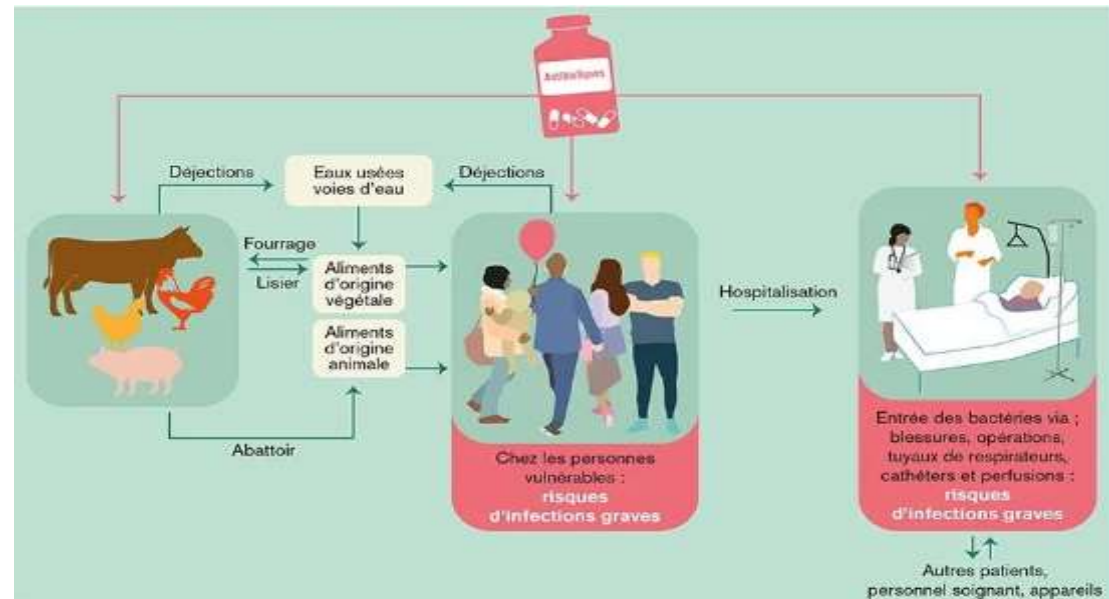 Antibiotiques
Déjections
Eaux usées
voies d'eau
Déjections
Fourrage
Lisier
Aliments
d'origine
végétale
Aliments
d'origine
animale
Abattoir
Hospitalisation
Chez les personnes
vulnérables :
risques
d'infections graves
Entrée des bactéries via ;
blessures, opérations,
tuyaux de respirateurs,
cathéters et perfusions :
risques
d'infections graves
Autres patients,
personnel soignant, appareils